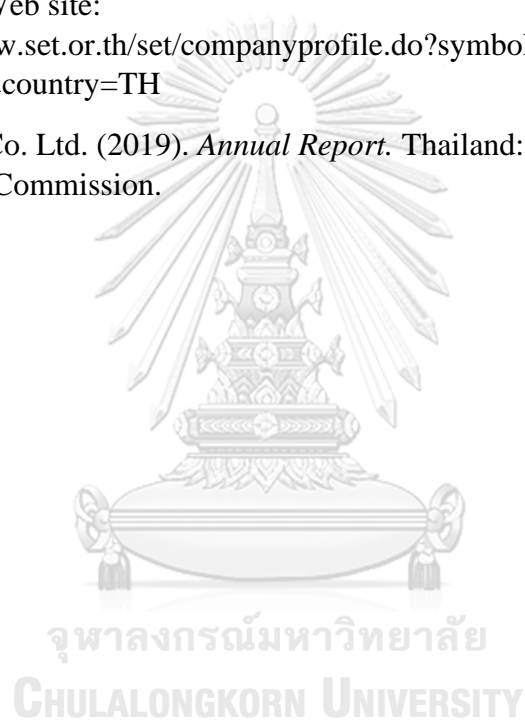 Web site:
w.set.or.th/set/companyprofile.do?symbol
country=TH
Co. Ltd. (2019). Annual Report. Thailand:
Commission.
จุฬาลงกรณ์มหาวิทยาลัย
CHULALONGKORN UNIVERSITY